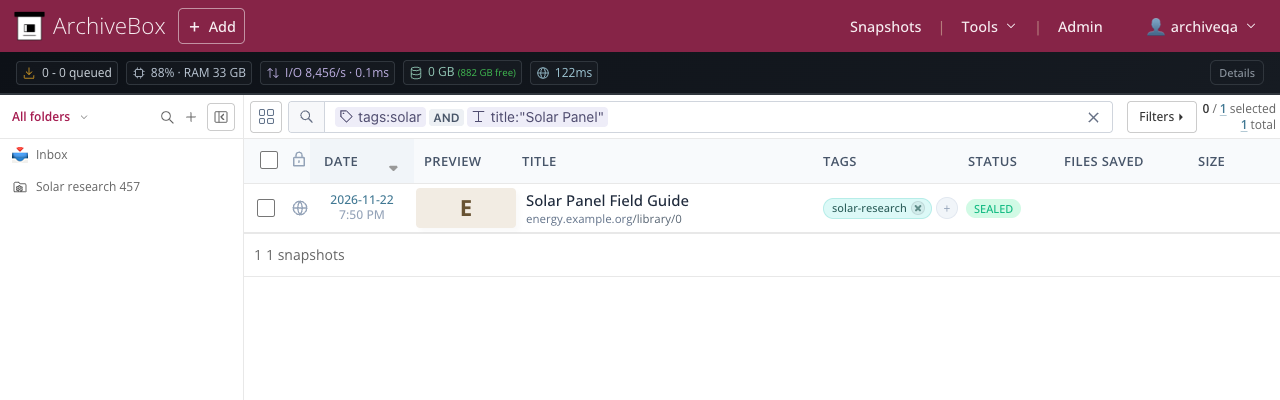 ArchiveBox
+ Add
Snapshots | Tools | Admin
archiveqa
0 - 0 queued
88% · RAM 33 GB
I/O 8,456/s · 0.1ms
0 GB (882 GB free)
122ms
Details
All folders
Inbox
Solar research 457
tags:solar AND title:"Solar Panel"
Filters
0 / 1 selected
1 total
DATE PREVIEW TITLE TAGS STATUS FILES SAVED SIZE
2026-11-22
7:50 PM
E
Solar Panel Field Guide
energy.example.org/library/0
solar-research
+
SEALED
1 1 snapshots